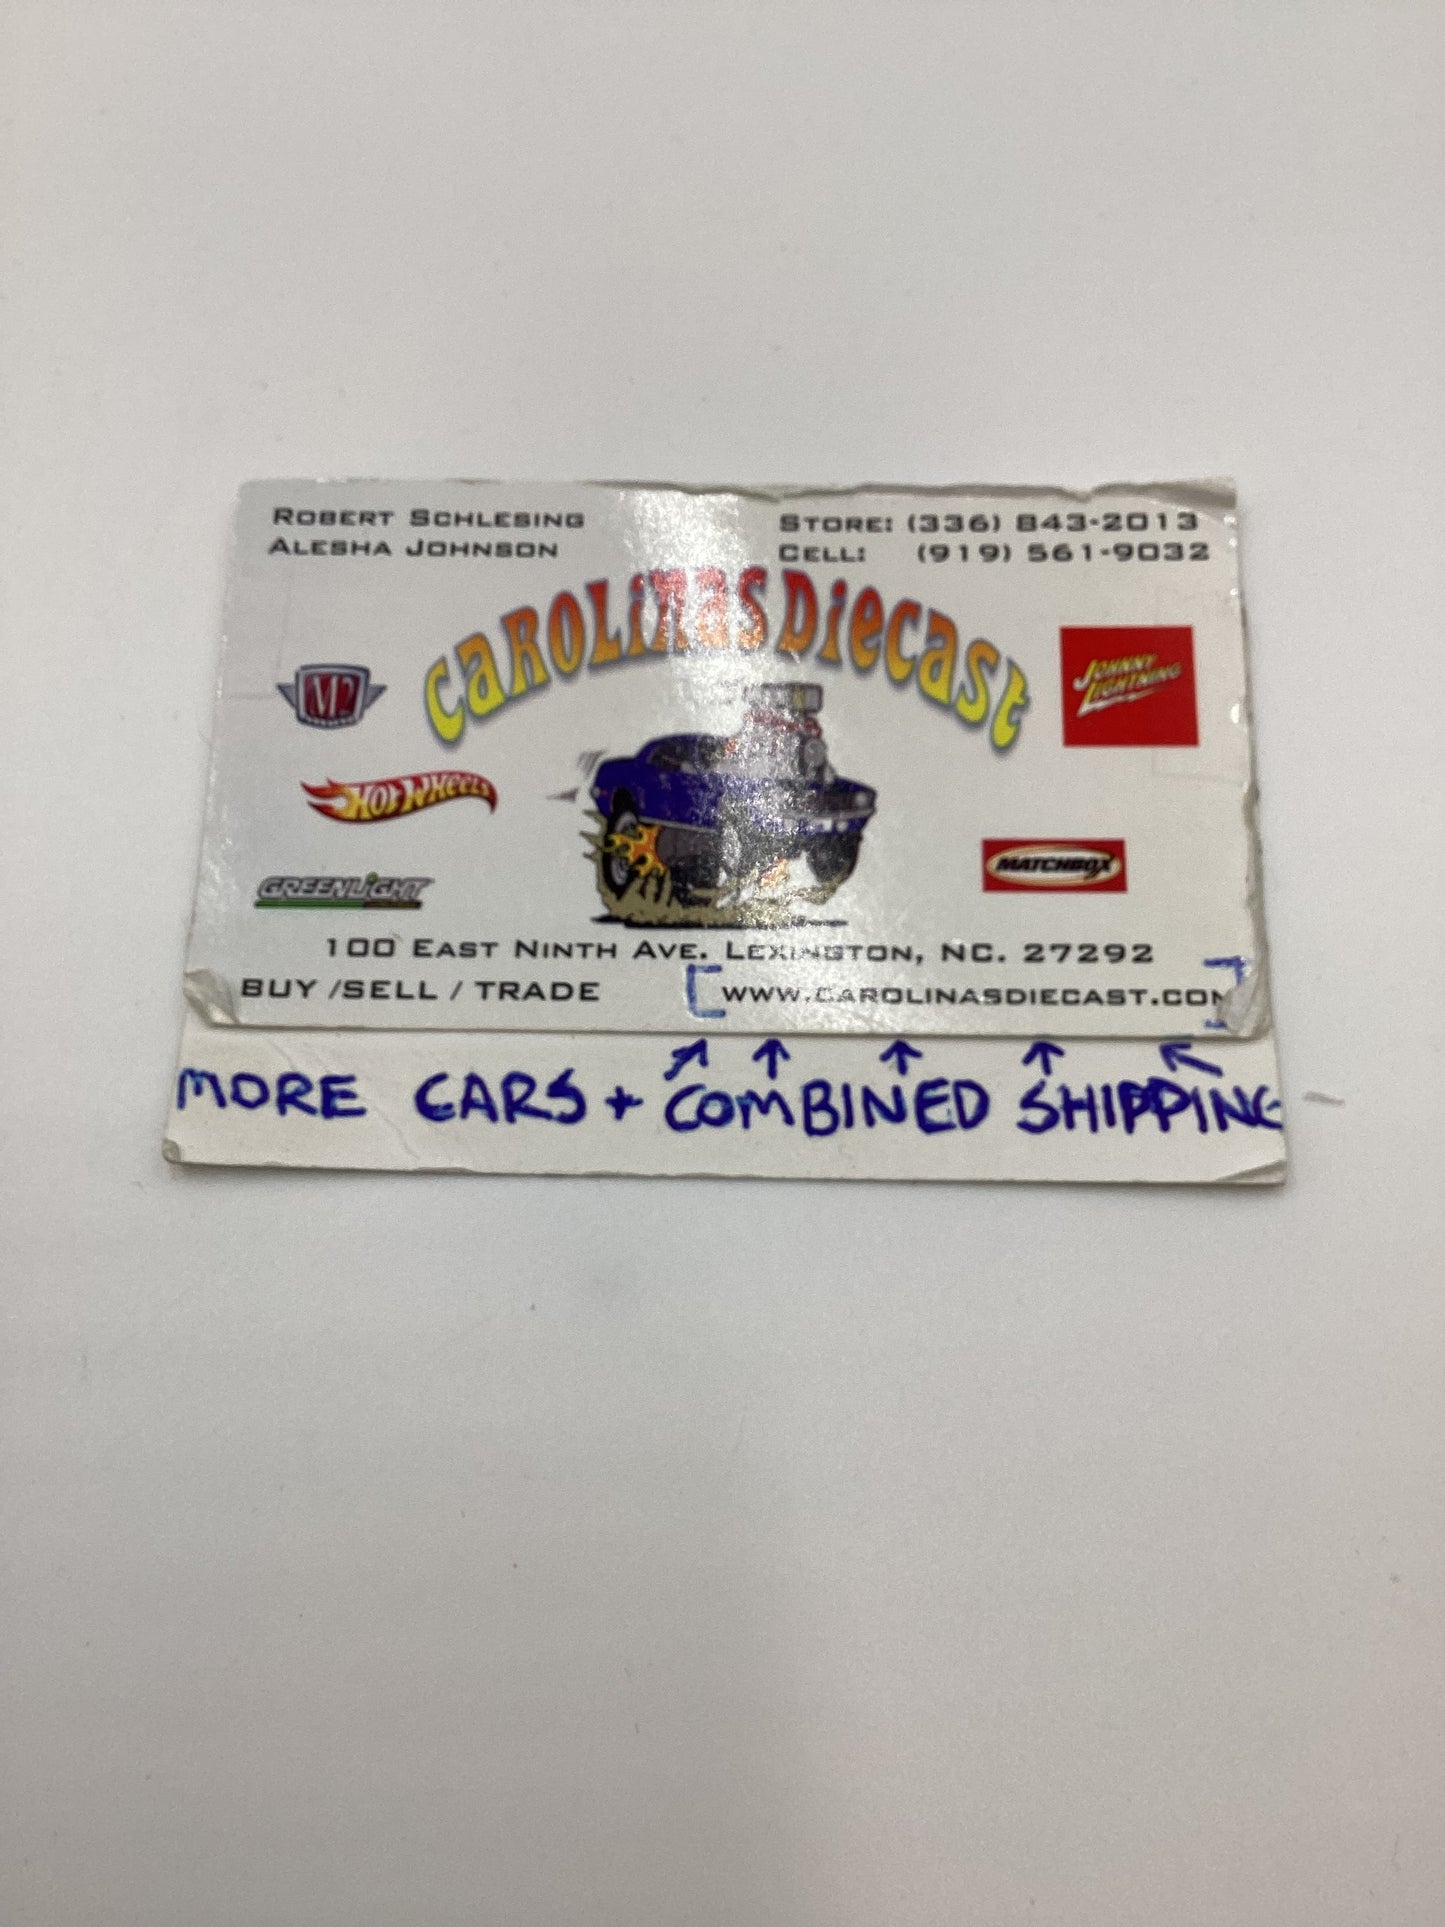 ROBERT SCHLESING
ALESHA JOHNSON
STORE: (336) 843-2013
CELL: (919) 561-9032
CAROLiNas DiecasT
M2
JOHNNY LIGHTNING
HOT WHEELS
MATCHBOX
GREENLIGHT
100 EAST NINTH AVE. LEXINGTON, NC. 27292
BUY /SELL / TRADE
WWW.CAROLINASDIECAST.COM
MORE CARS + COMBINED SHIPPING